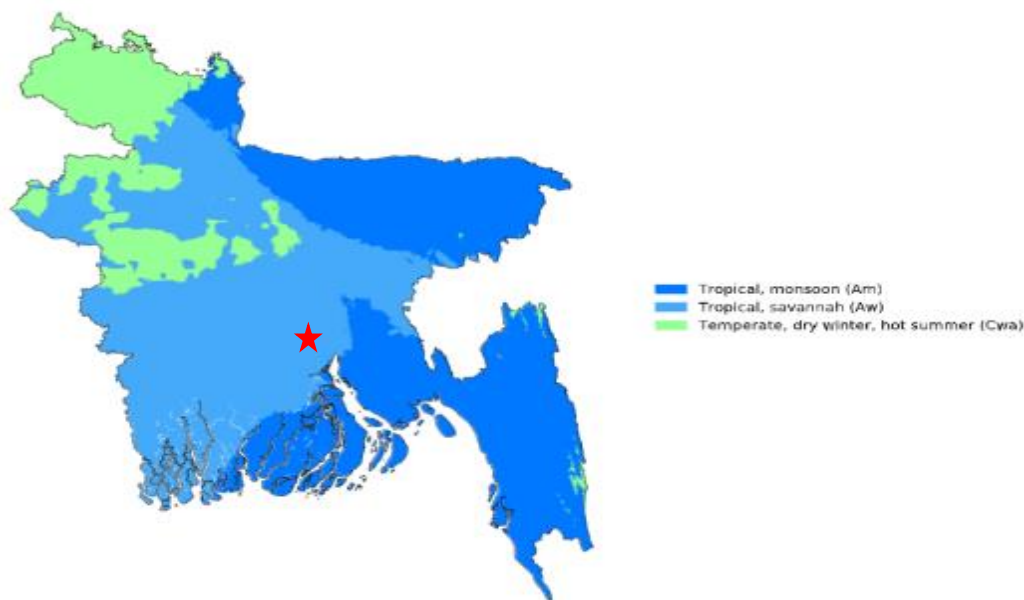 Tropical, monsoon (Am)
Tropical, savannah (Aw)
Temperate, dry winter, hot summer (Cwa)